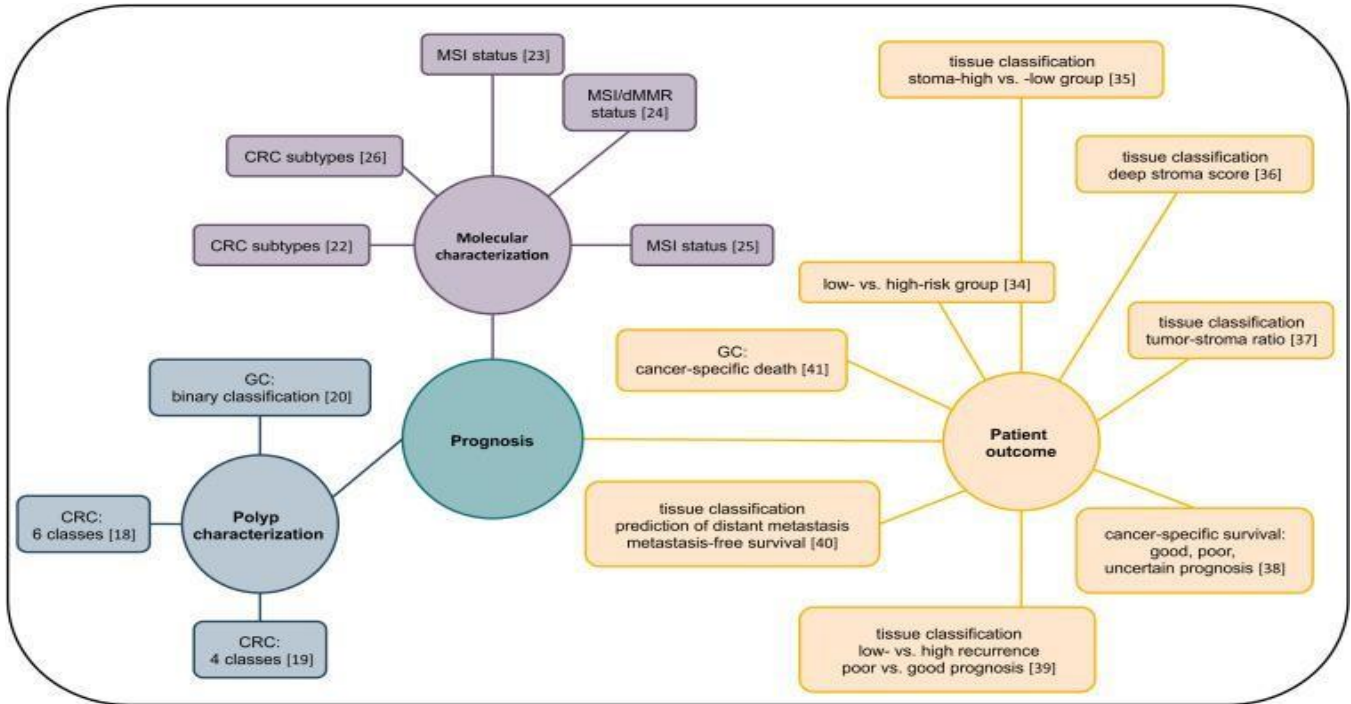 MSI status [23]
MSI/dMMR
status [24]
CRC subtypes [26]
CRC subtypes [22]
Molecular
characterization
MSI status [25]
tissue classification
stoma-high vs. -low group [35]
tissue classification
deep stroma score [36]
low- vs. high-risk group [34]
tissue classification
tumor-stroma ratio [37]
GC:
cancer-specific death [41]
GC:
binary classification [20]
Prognosis
Patient
outcome
CRC:
6 classes [18]
Polyp
characterization
CRC:
4 classes [19]
tissue classification
prediction of distant metastasis
metastasis-free survival [40]
cancer-specific survival:
good, poor,
uncertain prognosis [38]
tissue classification
low- vs. high recurrence
poor vs. good prognosis [39]